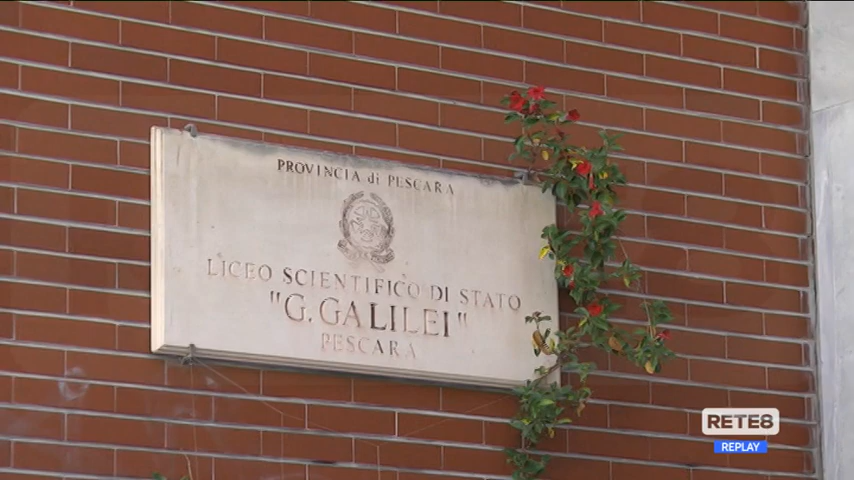 PROVINCIA di PESCARA
LICEO SCIENTIFICO DI STATO
"G. GALILEI"
PESCARA
RETE8
REPLAY